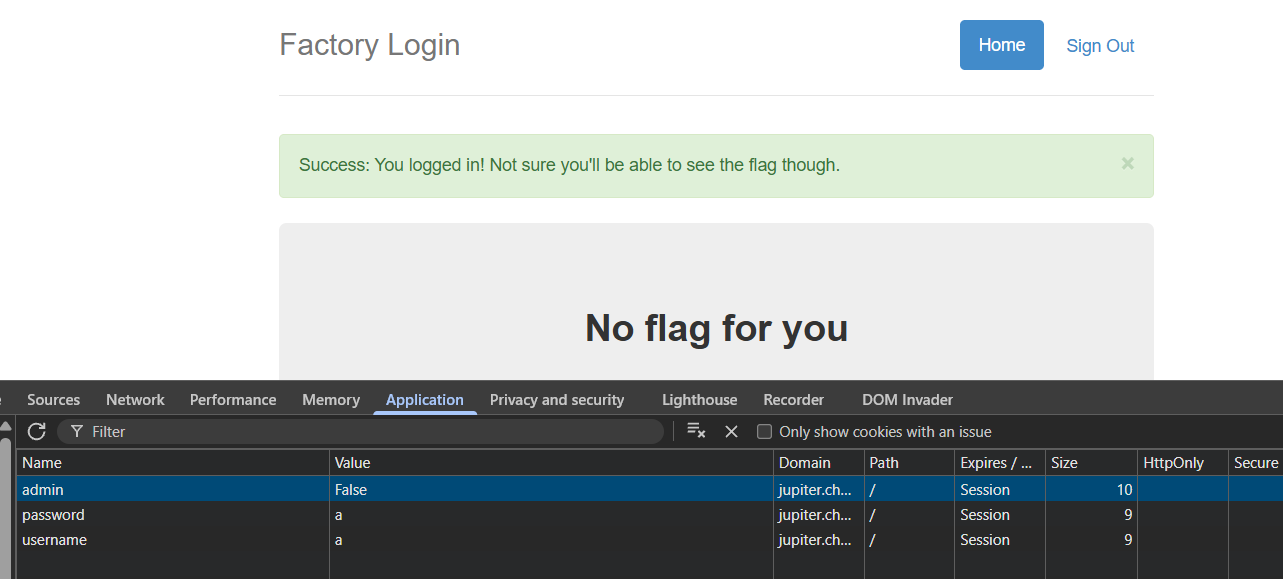 Factory Login
Home
Sign Out
Success: You logged in! Not sure you'll be able to see the flag though.
×
No flag for you
Sources Network Performance Memory Application Privacy and security Lighthouse Recorder DOM Invader
Filter
Only show cookies with an issue
Name Value Domain Path Expires / ... Size HttpOnly Secure
admin False jupiter.ch... / Session 10
password a jupiter.ch... / Session 9
username a jupiter.ch... / Session 9